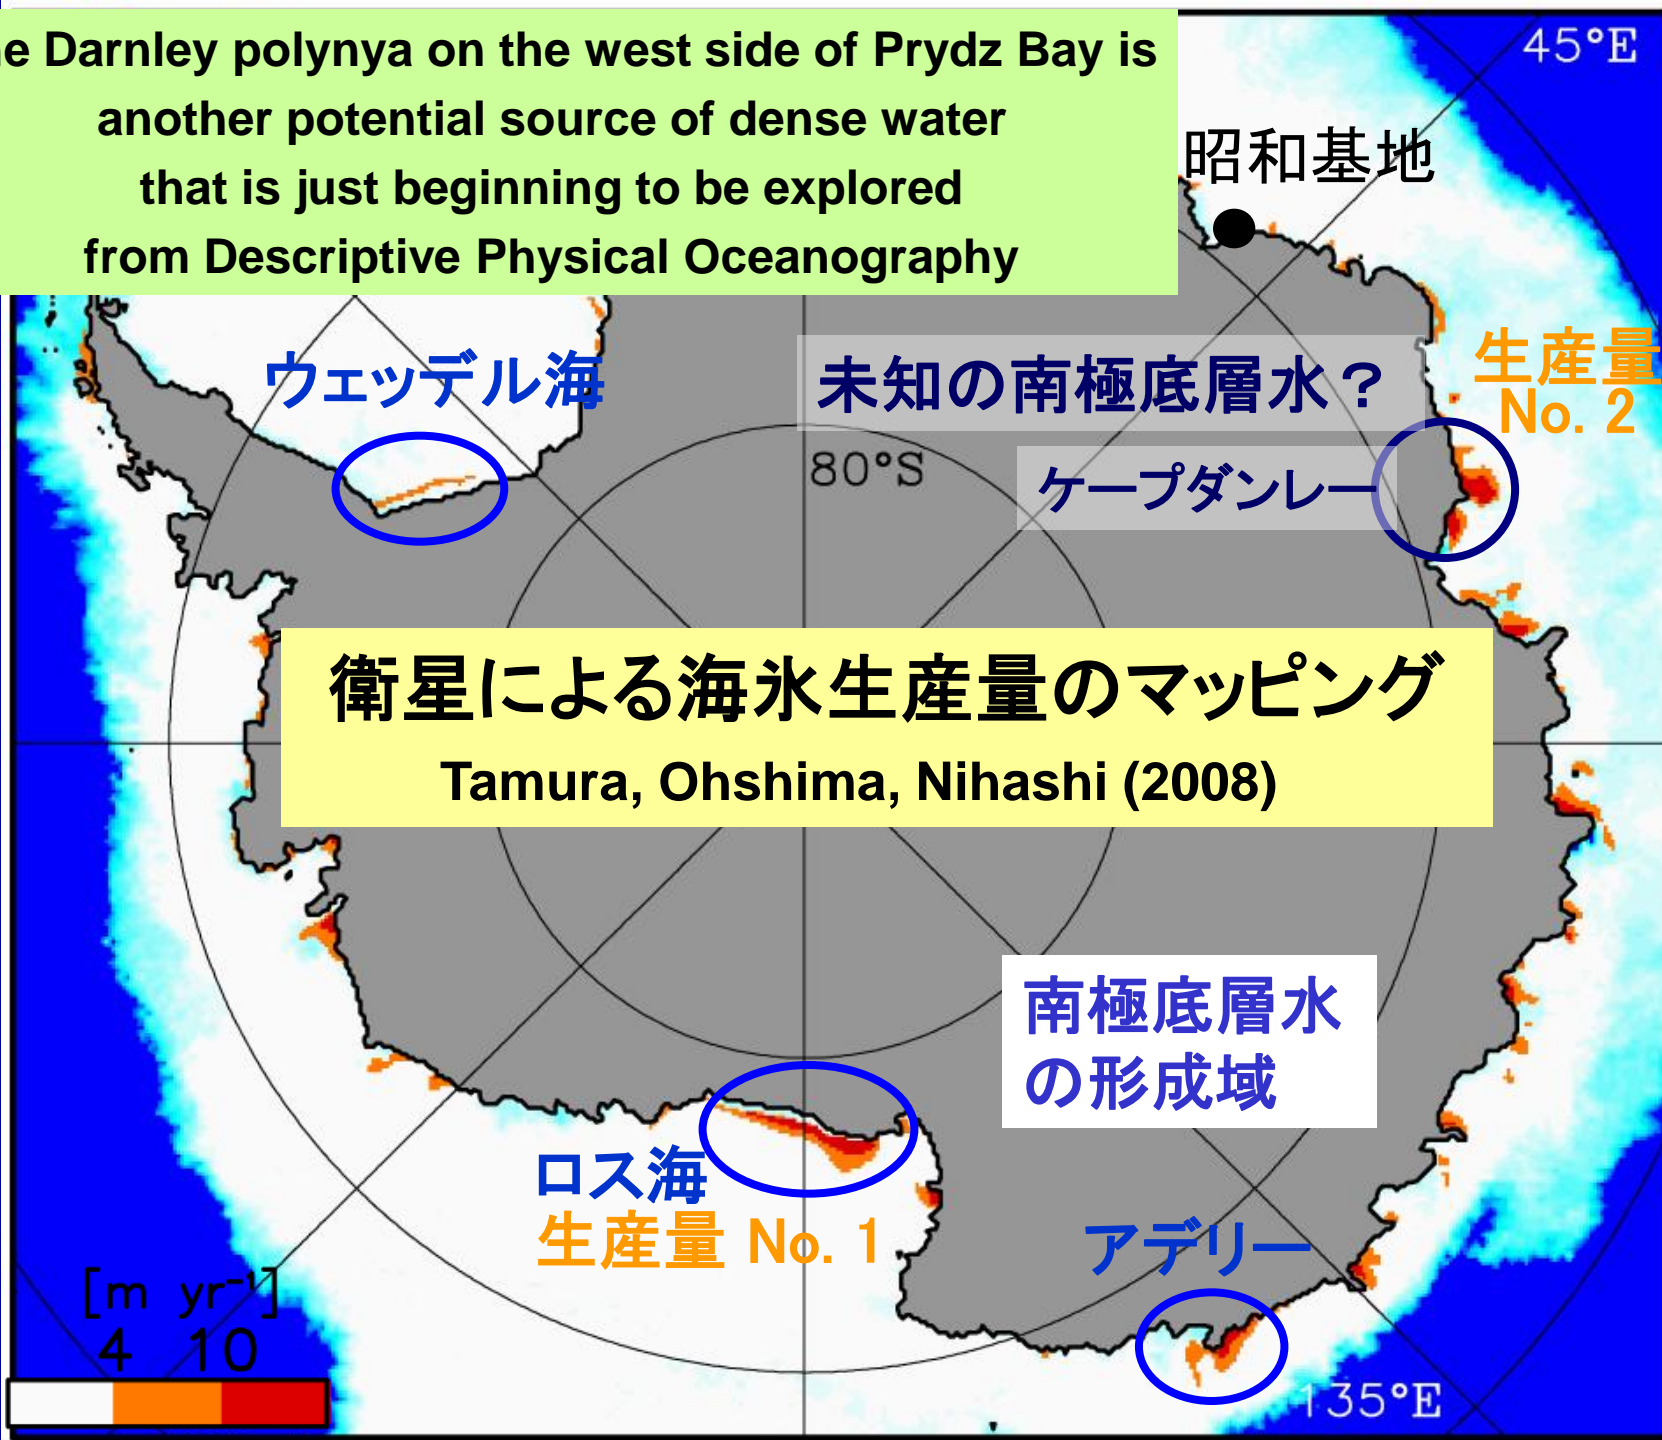 e Darnley polynya on the west side of Prydz Bay is
another potential source of dense water
that is just beginning to be explored
from Descriptive Physical Oceanography
45°E
昭和基地
ウェッデル海
未知の南極底層水？
生産量
No. 2
80°S
ケープダンレー
衛星による海氷生産量のマッピング
Tamura, Ohshima, Nihashi (2008)
南極底層水
の形成域
ロス海
生産量 No. 1
アデリー
[m yr⁻¹]
4 10
135°E